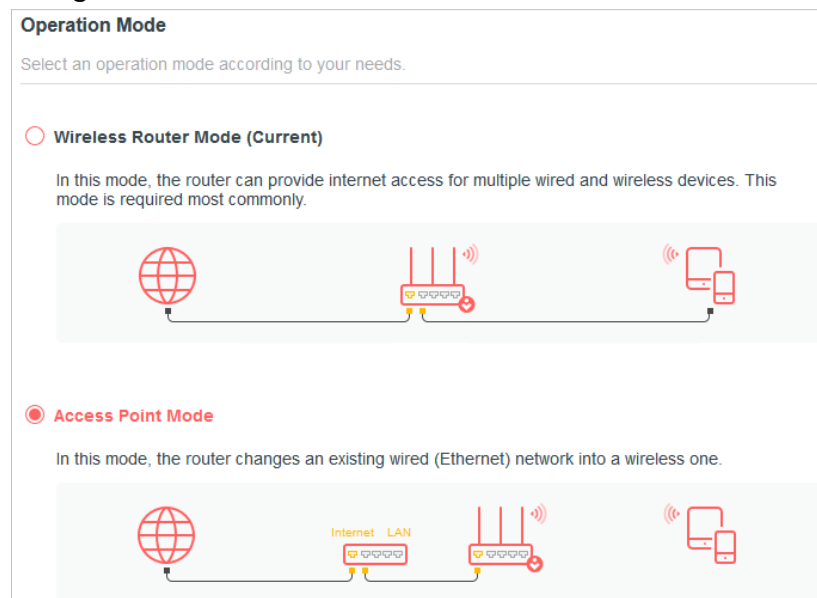 Operation Mode
Select an operation mode according to your needs.
Wireless Router Mode (Current)
In this mode, the router can provide internet access for multiple wired and wireless devices. This
mode is required most commonly.
Access Point Mode
In this mode, the router changes an existing wired (Ethernet) network into a wireless one.
Internet LAN